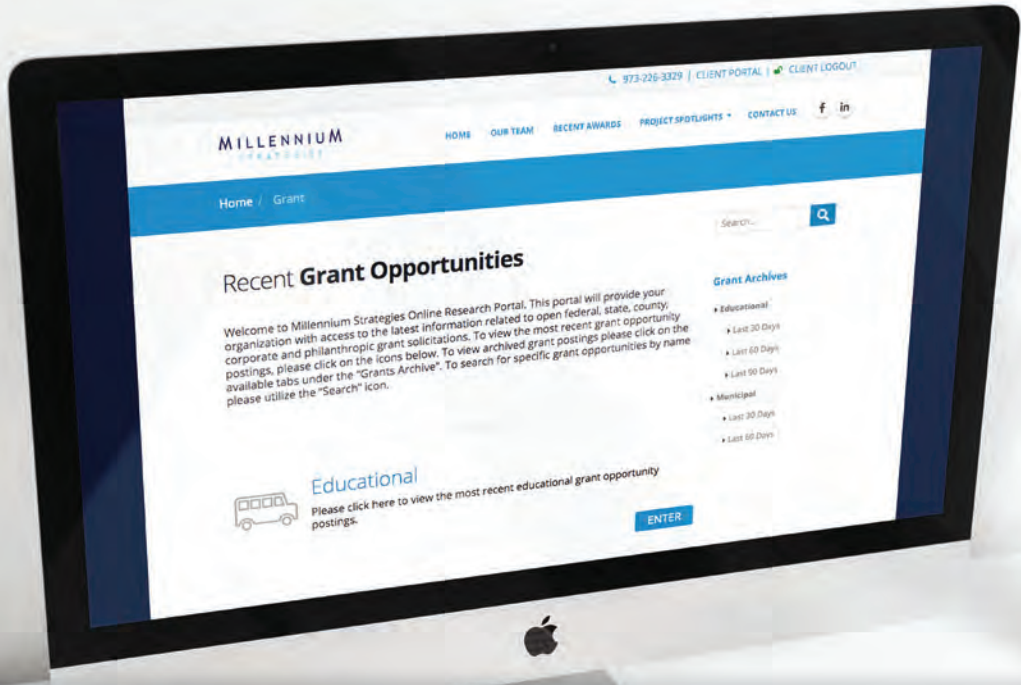 973-226-3329 | CLIENT PORTAL | CLIENT LOGOUT
MILLENNIUM
STRATEGIES
HOME OUR TEAM RECENT AWARDS PROJECT SPOTLIGHTS CONTACT US f in
Home / Grant
Search...
Recent Grant Opportunities
Welcome to Millennium Strategies Online Research Portal. This portal will provide your
organization with access to the latest information related to open federal, state, county,
corporate and philanthropic grant solicitations. To view the most recent grant opportunity
postings, please click on the icons below. To view archived grant postings please click on the
available tabs under the "Grants Archive". To search for specific grant opportunities by name
please utilize the "Search" icon.
Grant Archives
Educational
Last 30 Days
Last 60 Days
Last 90 Days
Municipal
Last 30 Days
Last 60 Days
Educational
Please click here to view the most recent educational grant opportunity
postings.
ENTER